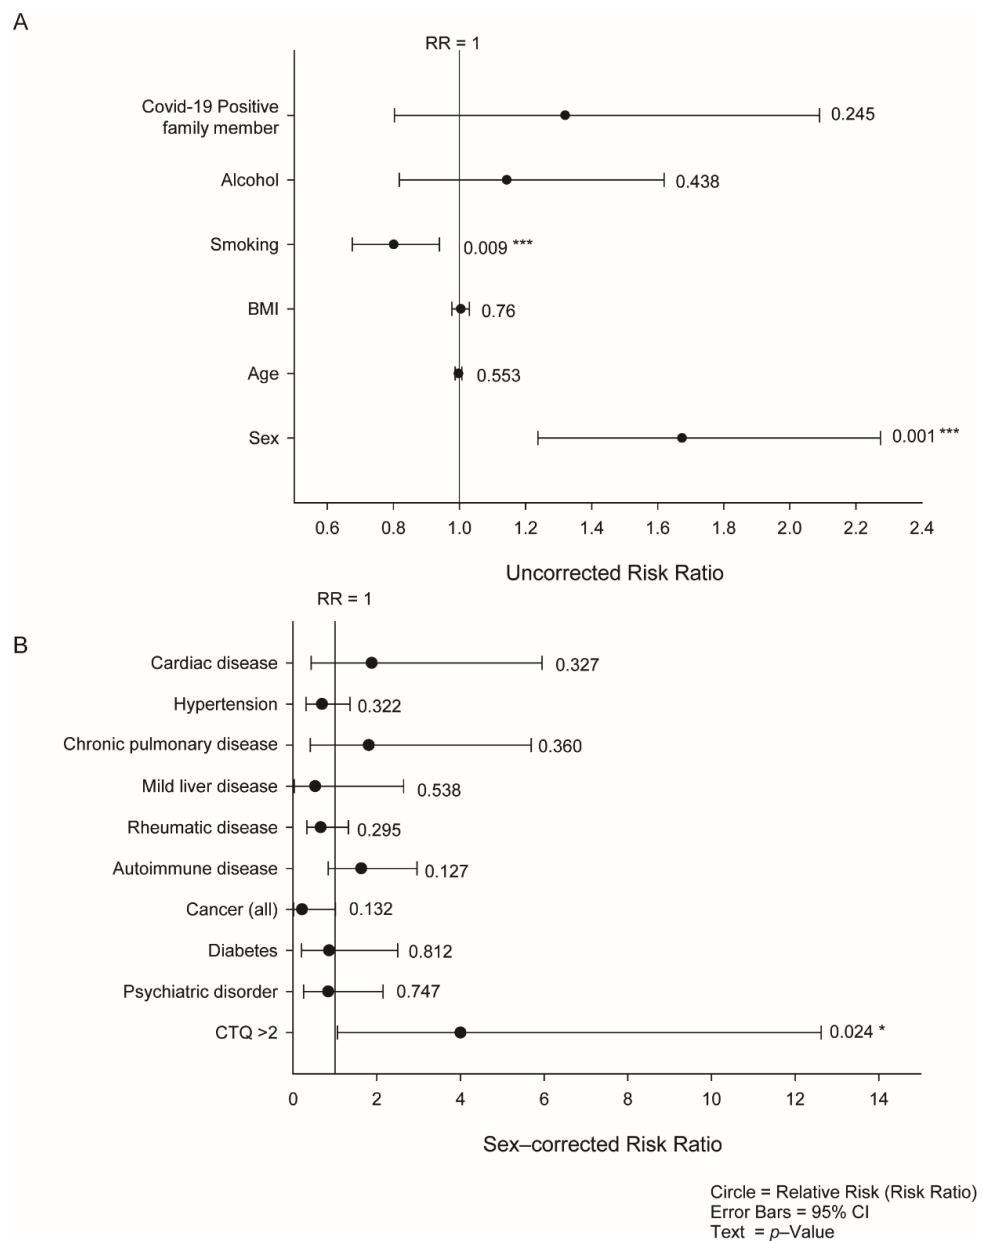 A
RR = 1
Covid-19 Positive
family member
0.245
Alcohol
0.438
Smoking
0.009 ***
BMI
0.76
Age
0.553
Sex
0.001 ***
0.6 0.8 1.0 1.2 1.4 1.6 1.8 2.0 2.2 2.4
Uncorrected Risk Ratio
RR = 1
B
Cardiac disease
0.327
Hypertension
0.322
Chronic pulmonary disease
0.360
Mild liver disease
0.538
Rheumatic disease
0.295
Autoimmune disease
0.127
Cancer (all)
0.132
Diabetes
0.812
Psychiatric disorder
0.747
CTQ >2
0.024 *
0 2 4 6 8 10 12 14
Sex–corrected Risk Ratio
Circle = Relative Risk (Risk Ratio)
Error Bars = 95% CI
Text = p–Value